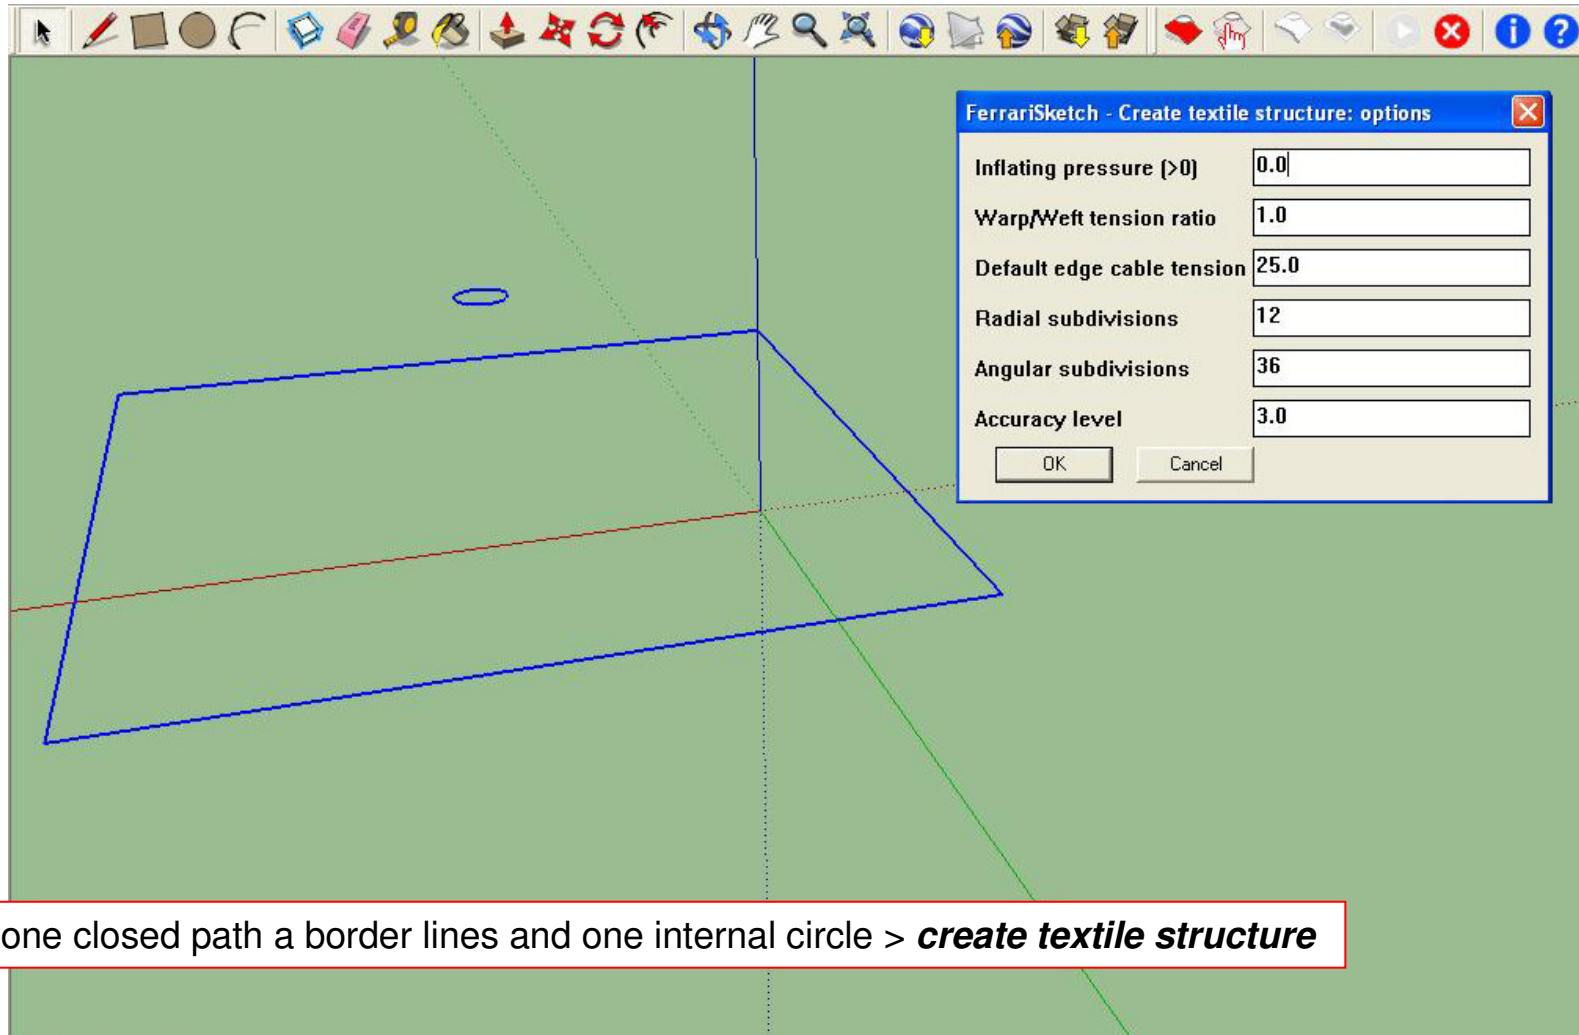 FerrariSketch - Create textile structure: options
Inflating pressure (>0) 0.0
Warp/Weft tension ratio 1.0
Default edge cable tension 25.0
Radial subdivisions 12
Angular subdivisions 36
Accuracy level 3.0
OK Cancel
one closed path a border lines and one internal circle > create textile structure